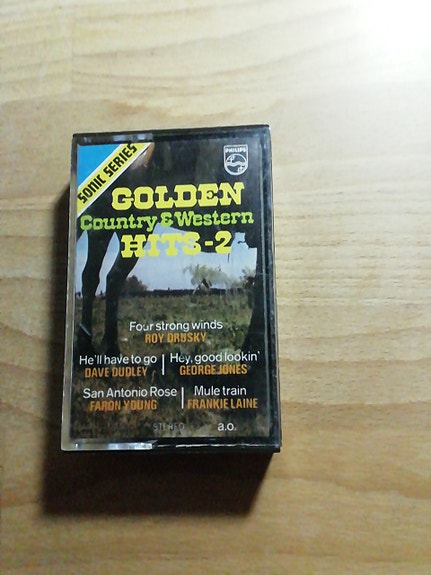 SONIC SERIES
PHILIPS
GOLDEN
Country & Western
HITS-2
Four strong winds
ROY DRUSKY
He'll have to go | Hey, good lookin'
DAVE DUDLEY | GEORGE JONES
San Antonio Rose | Mule train
FARON YOUNG | FRANKIE LAINE
STEREO a.o.